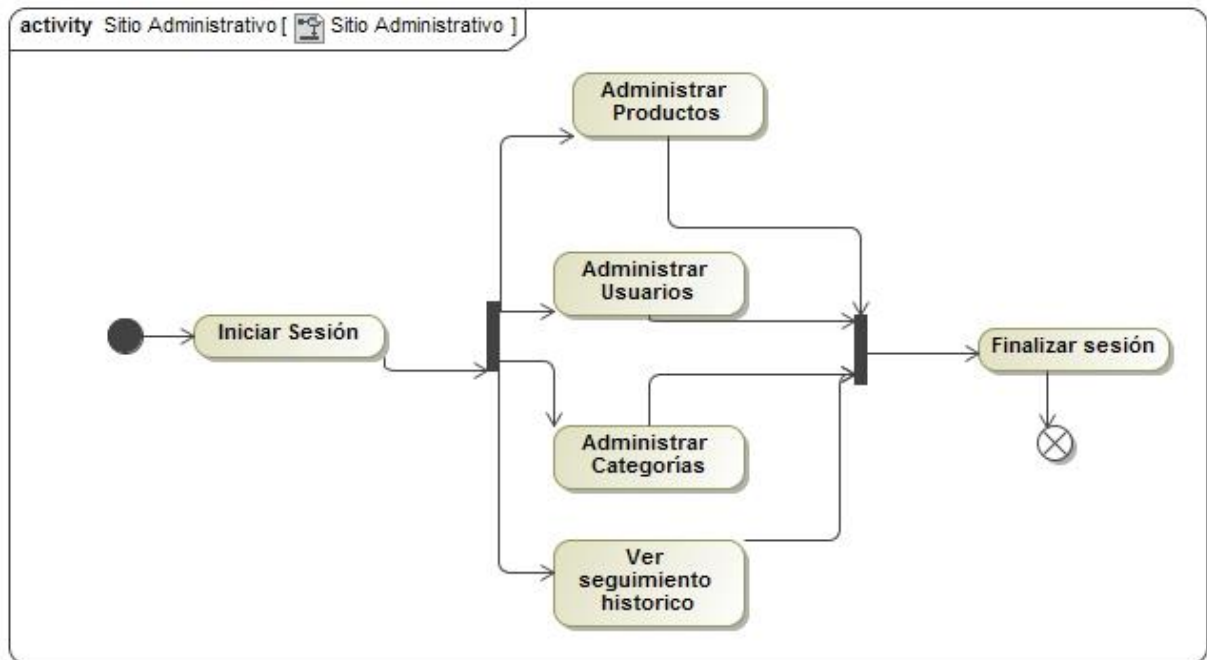 activity Sitio Administrativo [ Sitio Administrativo ]
Administrar
Productos
Administrar
Usuarios
Iniciar Sesión
Finalizar sesión
Administrar
Categorías
Ver
seguimiento
historico